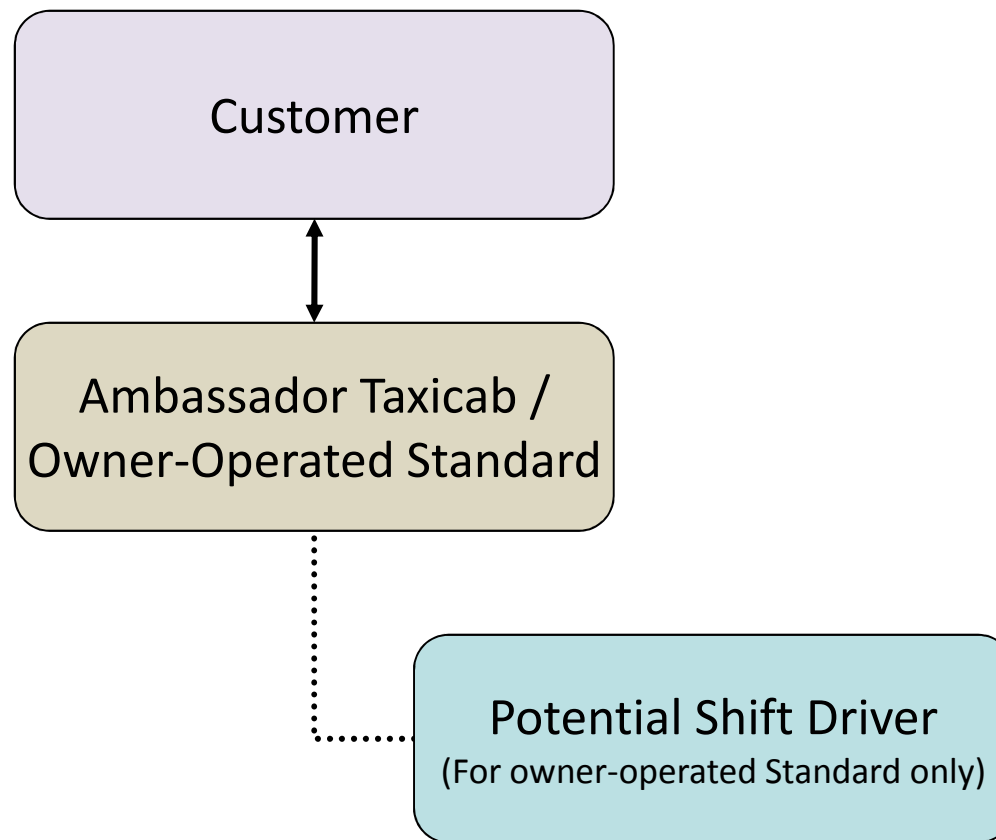 Customer
Ambassador Taxicab /
Owner-Operated Standard
Potential Shift Driver
(For owner-operated Standard only)